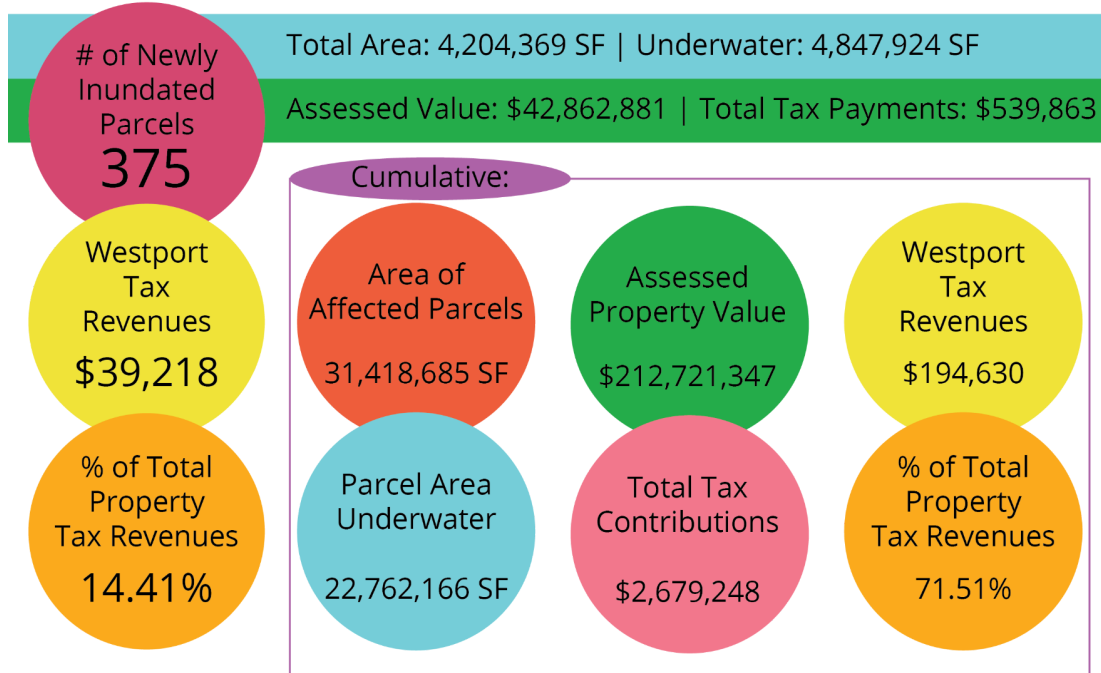 # of Newly
Inundated
Parcels
375
Total Area: 4,204,369 SF | Underwater: 4,847,924 SF
Assessed Value: $42,862,881 | Total Tax Payments: $539,863
Westport
Tax
Revenues
$39,218
% of Total
Property
Tax Revenues
14.41%
Cumulative:
Area of
Affected Parcels
31,418,685 SF
Parcel Area
Underwater
22,762,166 SF
Assessed
Property Value
$212,721,347
Total Tax
Contributions
$2,679,248
Westport
Tax
Revenues
$194,630
% of Total
Property
Tax Revenues
71.51%